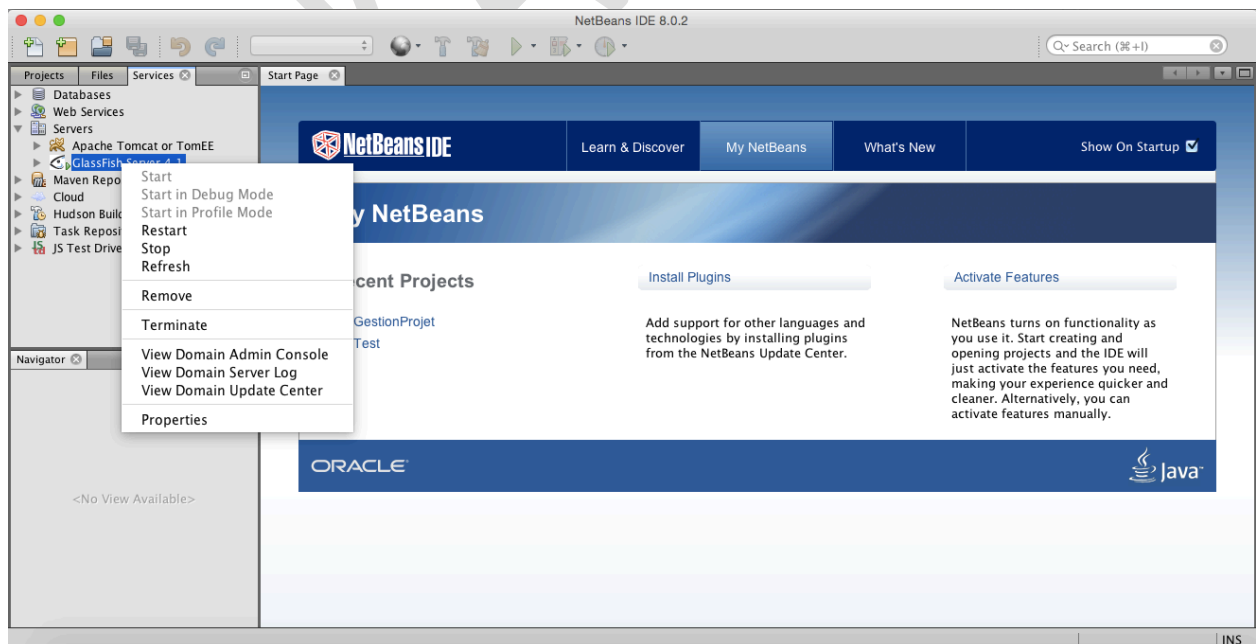 NetBeans IDE 8.0.2
Search (⌘+I)
Projects Files Services
Start Page
Databases
Web Services
Servers
Apache Tomcat or TomEE
GlassFish Server 4.1
Maven Repo
Cloud
Hudson Build
Task Reposi
JS Test Drive
Start
Start in Debug Mode
Start in Profile Mode
Restart
Stop
Refresh
Remove
Terminate
View Domain Admin Console
View Domain Server Log
View Domain Update Center
Properties
Navigator
<No View Available>
NetBeans IDE
Learn & Discover
My NetBeans
What's New
Show On Startup
y NetBeans
cent Projects
GestionProjet
Test
Install Plugins
Add support for other languages and
technologies by installing plugins
from the NetBeans Update Center.
Activate Features
NetBeans turns on functionality as
you use it. Start creating and
opening projects and the IDE will
just activate the features you need,
making your experience quicker and
cleaner. Alternatively, you can
activate features manually.
ORACLE
Java
INS